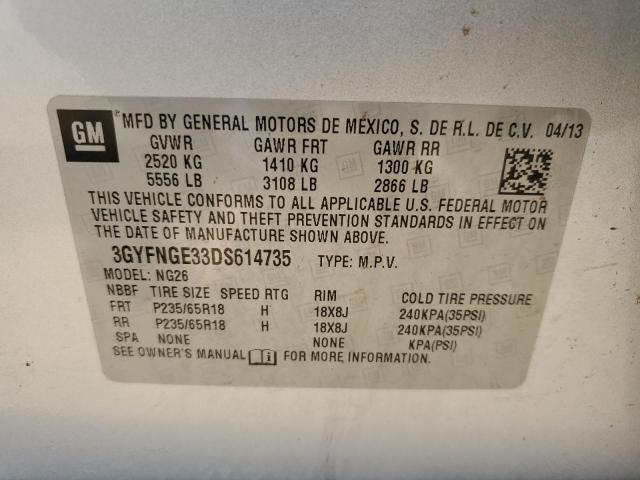 GM ® MFD BY GENERAL MOTORS DE MÉXICO, S. DE R.L. DE C.V. 04/13
GVWR GAWR FRT GAWR RR
2520 KG 1410 KG 1300 KG
5556 LB 3108 LB 2866 LB
THIS VEHICLE CONFORMS TO ALL APPLICABLE U.S. FEDERAL MOTOR
VEHICLE SAFETY AND THEFT PREVENTION STANDARDS IN EFFECT ON
THE DATE OF MANUFACTURE SHOWN ABOVE.
3GYFNGE33DS614735 TYPE: M.P.V.
MODEL: NG26
NBBF TIRE SIZE SPEED RTG RIM COLD TIRE PRESSURE
FRT P235/65R18 H 18X8J 240KPA(35PSI)
RR P235/65R18 H 18X8J 240KPA(35PSI)
SPA NONE NONE KPA(PSI)
SEE OWNER'S MANUAL FOR MORE INFORMATION.